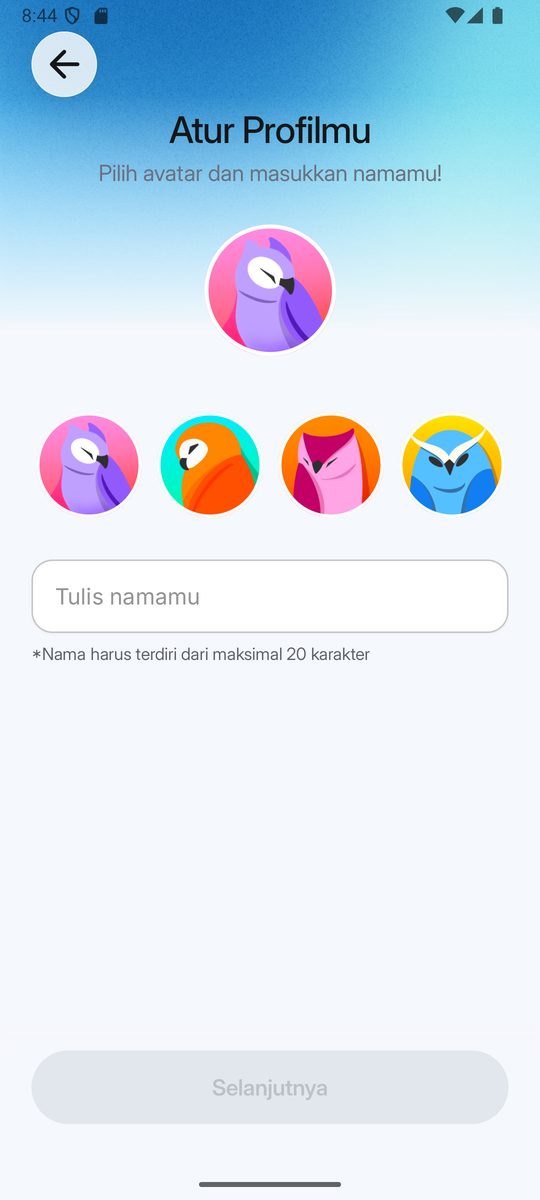 8:44
Atur Profilmu
Pilih avatar dan masukkan namamu!
Tulis namamu
*Nama harus terdiri dari maksimal 20 karakter
Selanjutnya